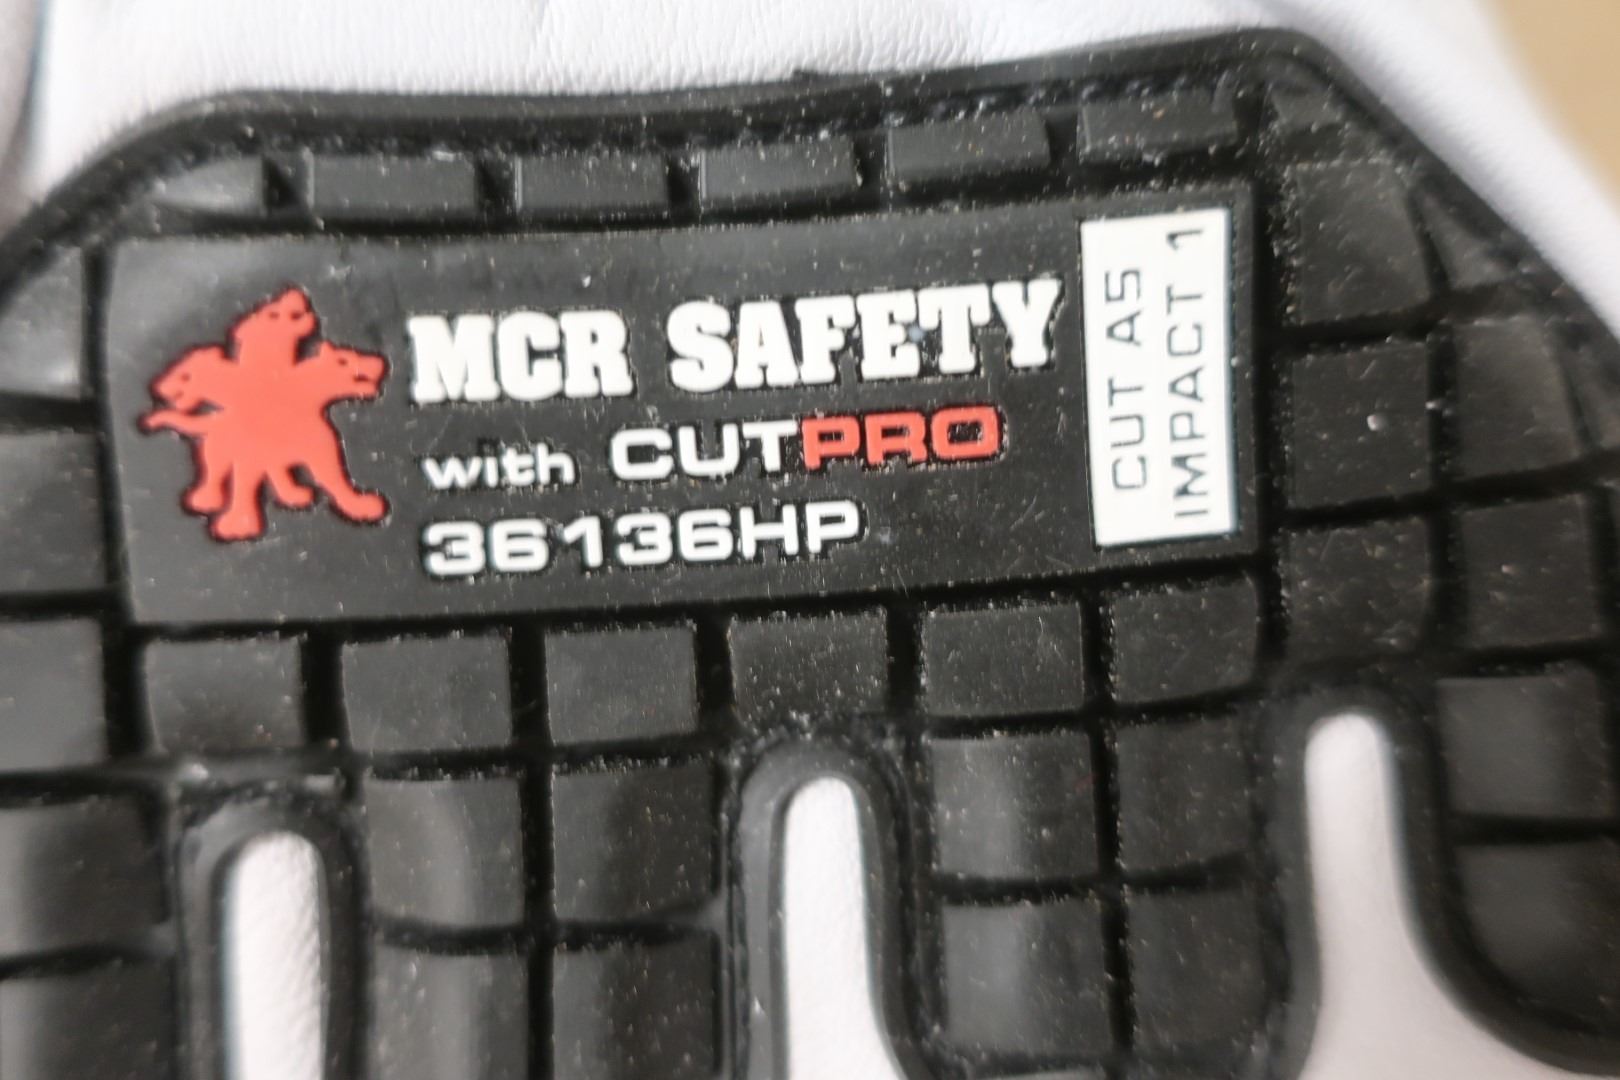 MCR SAFETY
with CUTPRO
36136HP
CUT A5
IMPACT 1